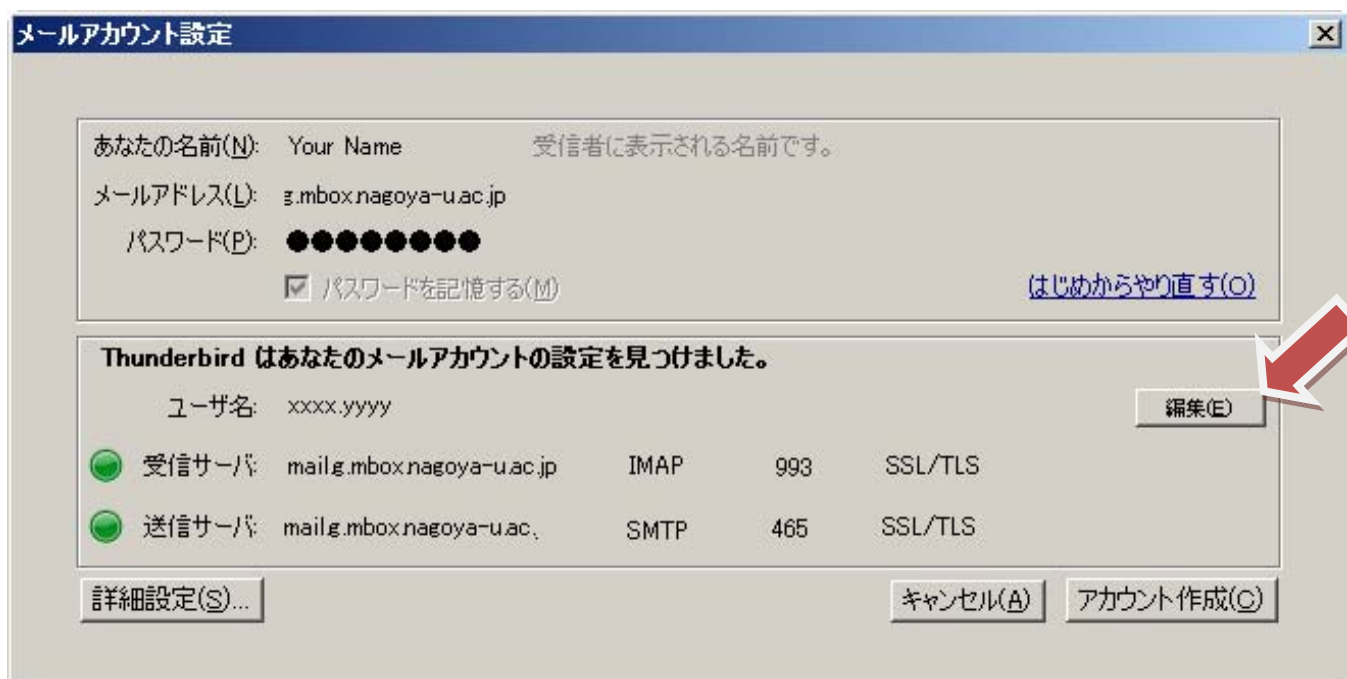 メールアカウント設定
あなたの名前(N): Your Name 受信者に表示される名前です。
メールアドレス(L): g.mbox.nagoya-u.ac.jp
パスワード(P): ●●●●●●●●
パスワードを記憶する(M)
はじめからやり直す(O)
Thunderbird はあなたのメールアカウントの設定を見つけました。
ユーザ名: xxxx.yyyy 編集(E)
受信サーバ: mail.g.mbox.nagoya-u.ac.jp IMAP 993 SSL/TLS
送信サーバ: mail.g.mbox.nagoya-u.ac. SMTP 465 SSL/TLS
詳細設定(S)... キャンセル(A) アカウント作成(C)